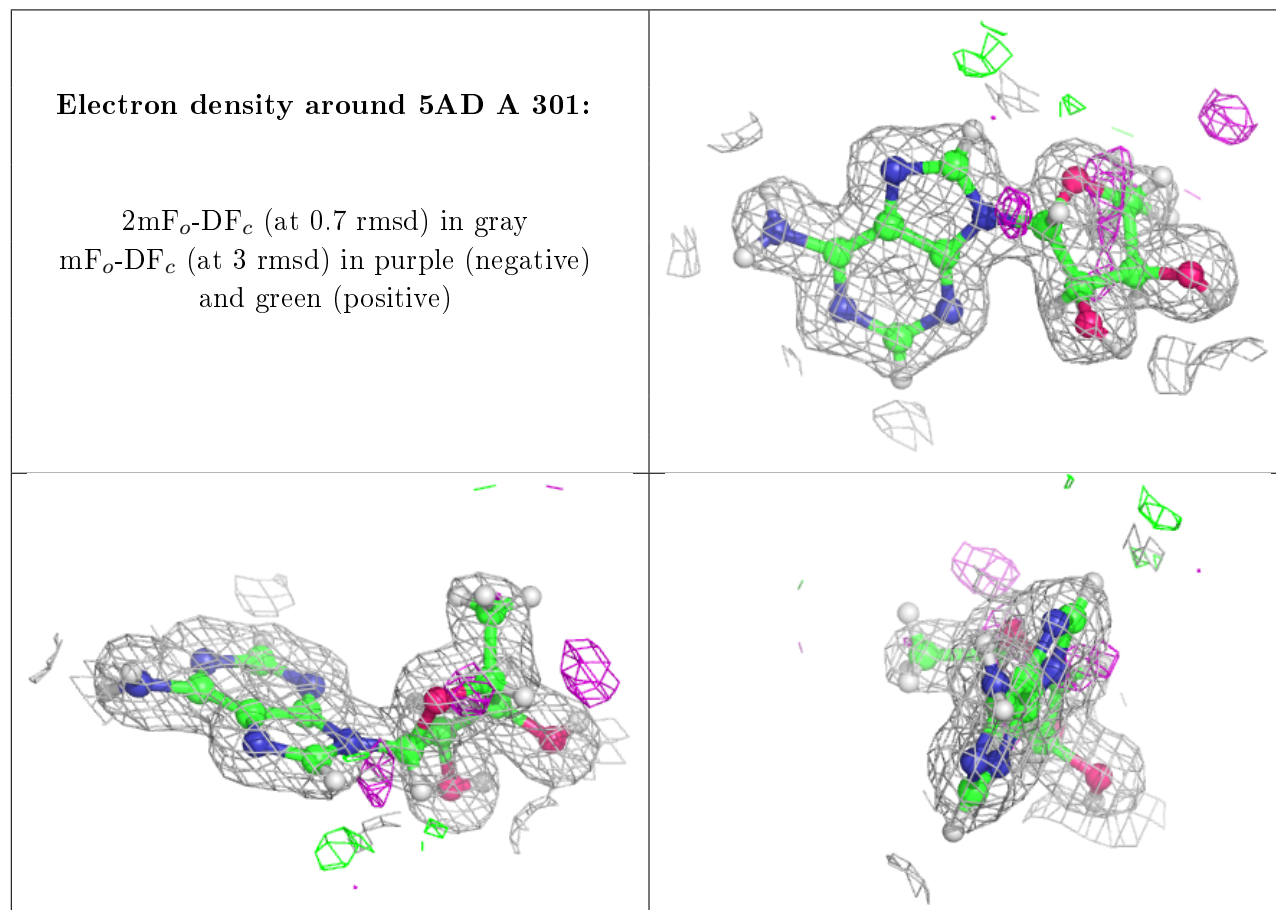 Electron density around 5AD A 301:
2mFₒ-DF𝒸 (at 0.7 rmsd) in gray
mFₒ-DF𝒸 (at 3 rmsd) in purple (negative)
and green (positive)